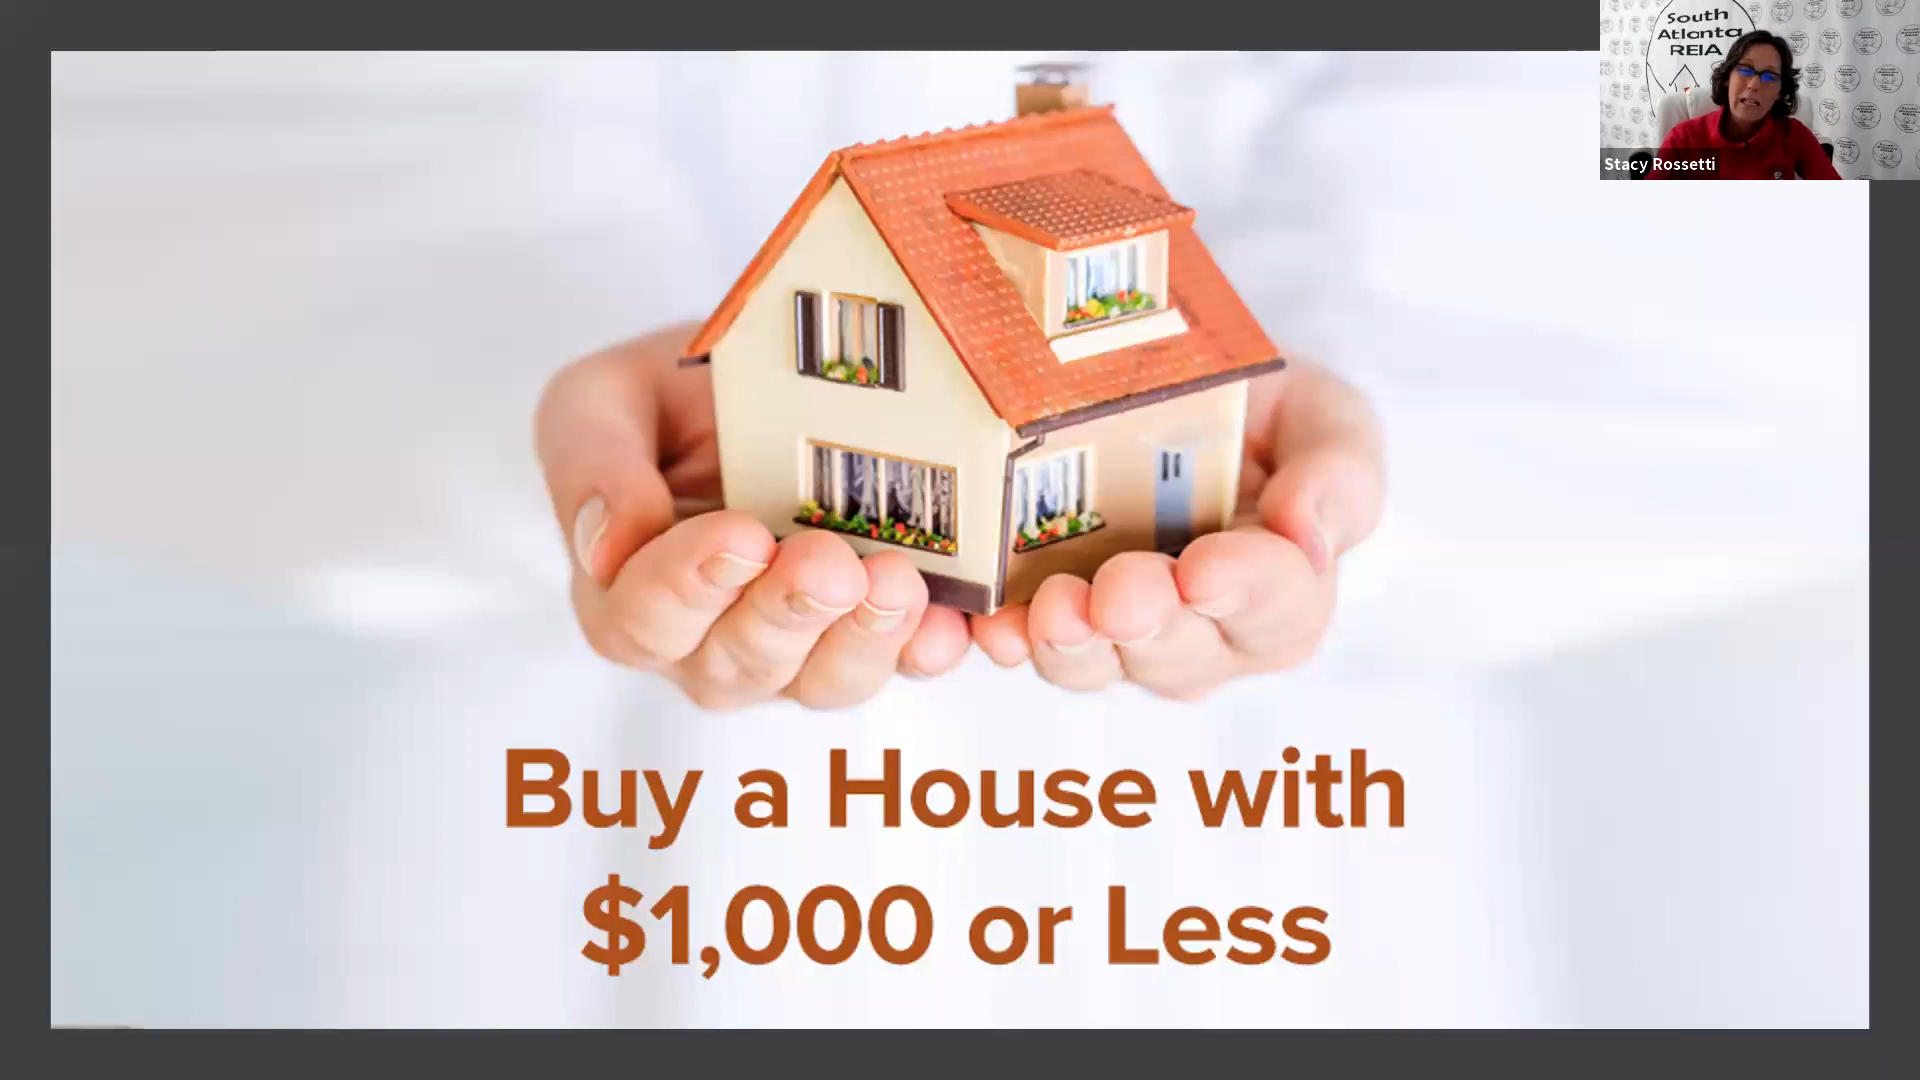 South
Atlanta
REIA
Stacy Rossetti
Buy a House with
$1,000 or Less